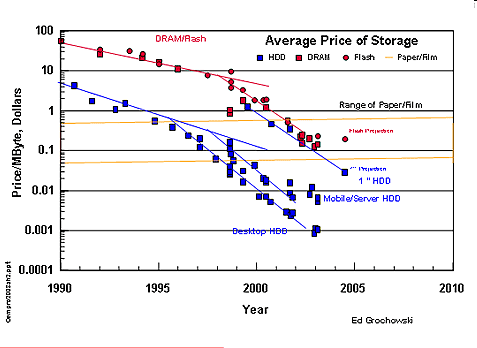 Average Price of Storage
HDD DRAM Flash Paper/Film
DRAM/flash
Range of Paper/Film
Flash Projection
1" Projection
1 " HDD
Mobile/Server HDD
Desktop HDD
Price/MByte, Dollars
100
10
1
0.1
0.01
0.001
0.0001
1990 1995 2000 2005 2010
Year
Ed Grochowski